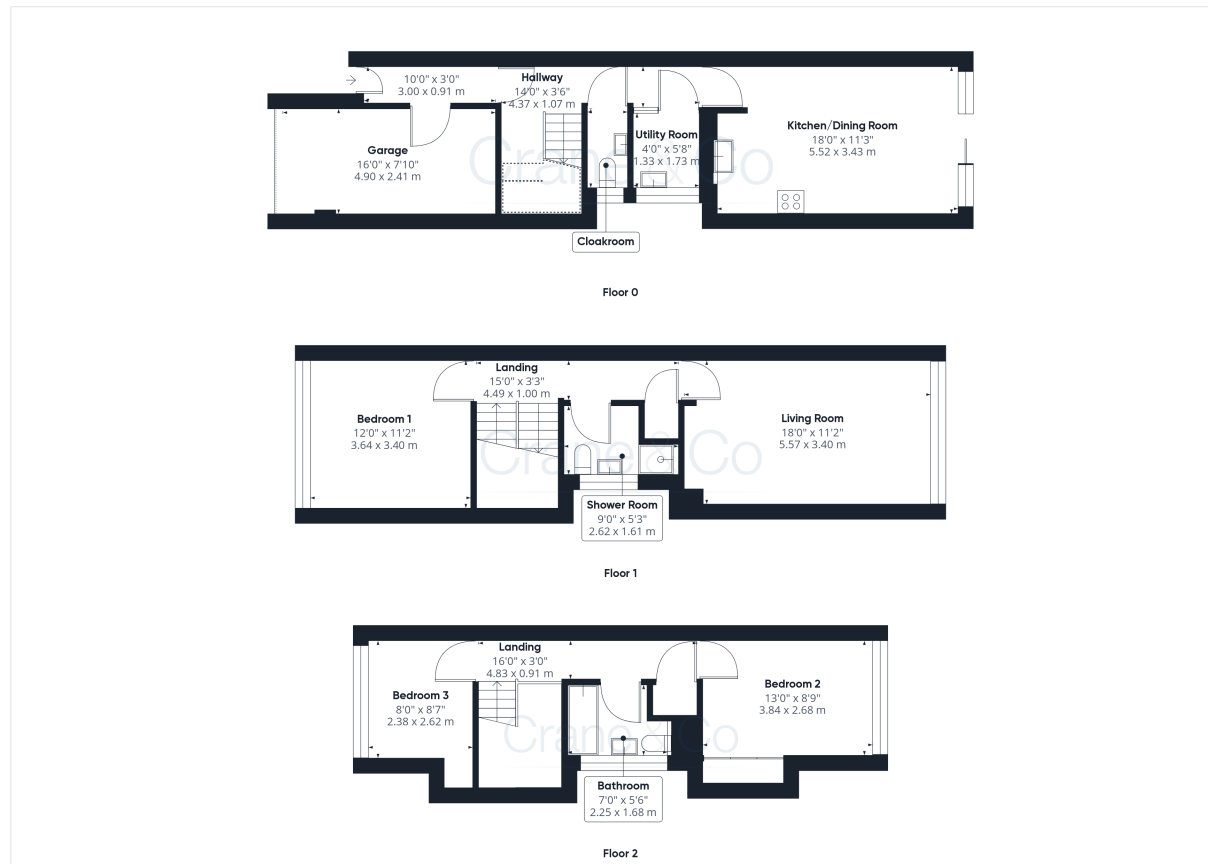 10'0" x 3'0"
3.00 x 0.91 m
Hallway
14'0" x 3'6"
4.37 x 1.07 m
Garage
16'0" x 7'10"
4.90 x 2.41 m
Utility Room
4'0" x 5'8"
1.33 x 1.73 m
Kitchen/Dining Room
18'0" x 11'3"
5.52 x 3.43 m
Crane & Co
Cloakroom
Floor 0
Landing
15'0" x 3'3"
4.49 x 1.00 m
Bedroom 1
12'0" x 11'2"
3.64 x 3.40 m
Living Room
18'0" x 11'2"
5.57 x 3.40 m
Crane & Co
Shower Room
9'0" x 5'3"
2.62 x 1.61 m
Floor 1
Landing
16'0" x 3'0"
4.83 x 0.91 m
Bedroom 3
8'0" x 8'7"
2.38 x 2.62 m
Bedroom 2
13'0" x 8'9"
3.84 x 2.68 m
Crane & Co
Bathroom
7'0" x 5'6"
2.25 x 1.68 m
Floor 2